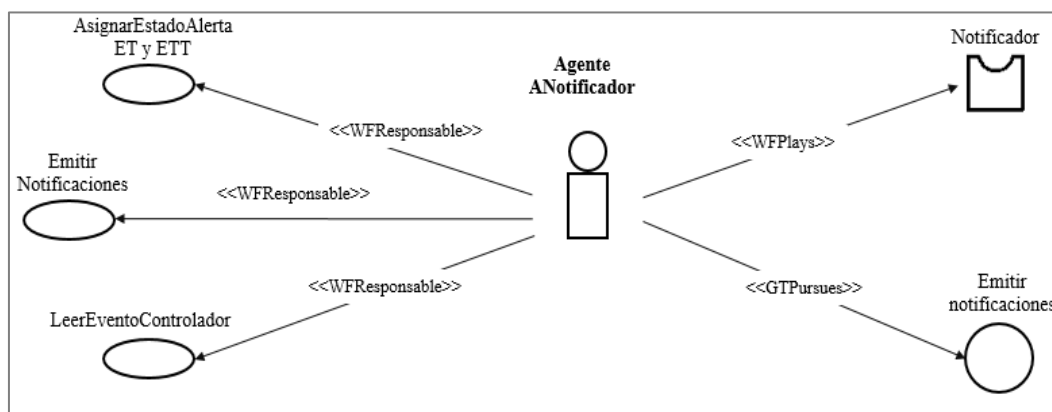 AsignarEstadoAlerta
ET y ETT
Notificador
Agente
ANotificador
<<WFResponsable>>
<<WFPlays>>
Emitir
Notificaciones
<<WFResponsable>>
<<WFResponsable>>
<<GTPursues>>
Emitir
notificaciones
LeerEventoControlador